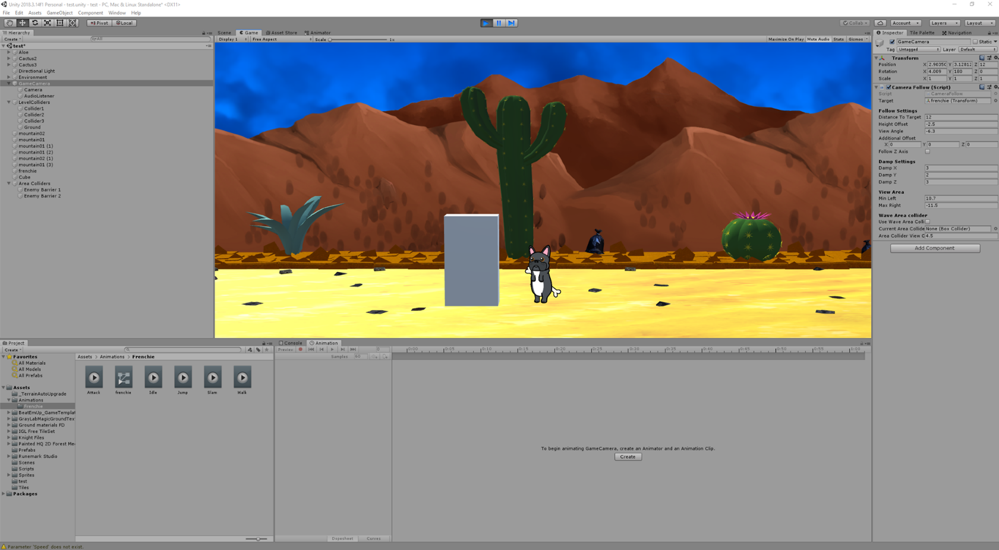 Unity 2018.3.14f1 Personal - test.unity - test - PC, Mac & Linux Standalone* <DX11>
File Edit Assets GameObject Component Window Help
Pivot Local Collab Account Layers Layout
Hierarchy
Create All
test*
Aloe
Cactus2
Cactus3
Directional Light
Environment
GameCamera
Camera
AudioListener
LevelColliders
Collider1
Collider2
Collider3
Ground
mountain02
mountain01
mountain01 (1)
mountain01 (2)
mountain02 (1)
mountain01 (3)
frenchie
Cube
Area Colliders
Enemy Barrier 1
Enemy Barrier 2
Scene Game Asset Store Animator
Display 1 Free Aspect Scale 1x Maximize On Play Mute Audio Stats Gizmos
Inspector Tile Palette Navigation
GameCamera Static
Tag Untagged Layer Default
Transform
Position X 2.9035( Y 3.12812 Z 12
Rotation X 4.009 Y 180 Z 0
Scale X 1 Y 1 Z 1
Camera Follow (Script)
Script CameraFollow
Target frenchie (Transform)
Follow Settings
Distance To Target 12
Height Offset -2.5
View Angle -6.3
Additional Offset
X 0 Y 0 Z 0
Follow Z Axis
Damp Settings
Damp X 3
Damp Y 2
Damp Z 3
View Area
Min Left 10.7
Max Right -11.5
Wave Area collider
Use Wave Area Colli
Current Area Collide None (Box Collider)
Area Collider View C 4.5
Add Component
Project
Create
Favorites
All Materials
All Models
All Prefabs
Assets
_TerrainAutoUpgrade
Animations
Frenchie
BeatEmUp_GameTemplat
GrayLabMagicGroundTex
Ground materials FD
IGL Free TileSet
Knight Files
Painted HQ 2D Forest Me
Prefabs
Runemark Studio
Scenes
Scripts
Sprites
test
Tiles
Packages
Assets > Animations > Frenchie
Attack frenchie Idle Jump Slam Walk
Console Animation
Preview 0
Samples 60
0:00 0:05 0:10 0:15 0:20 0:25 0:30 0:35 0:40 0:45 0:50 0:55 1:00
To begin animating GameCamera, create an Animator and an Animation Clip.
Create
Dopesheet Curves
Parameter 'Speed' does not exist.